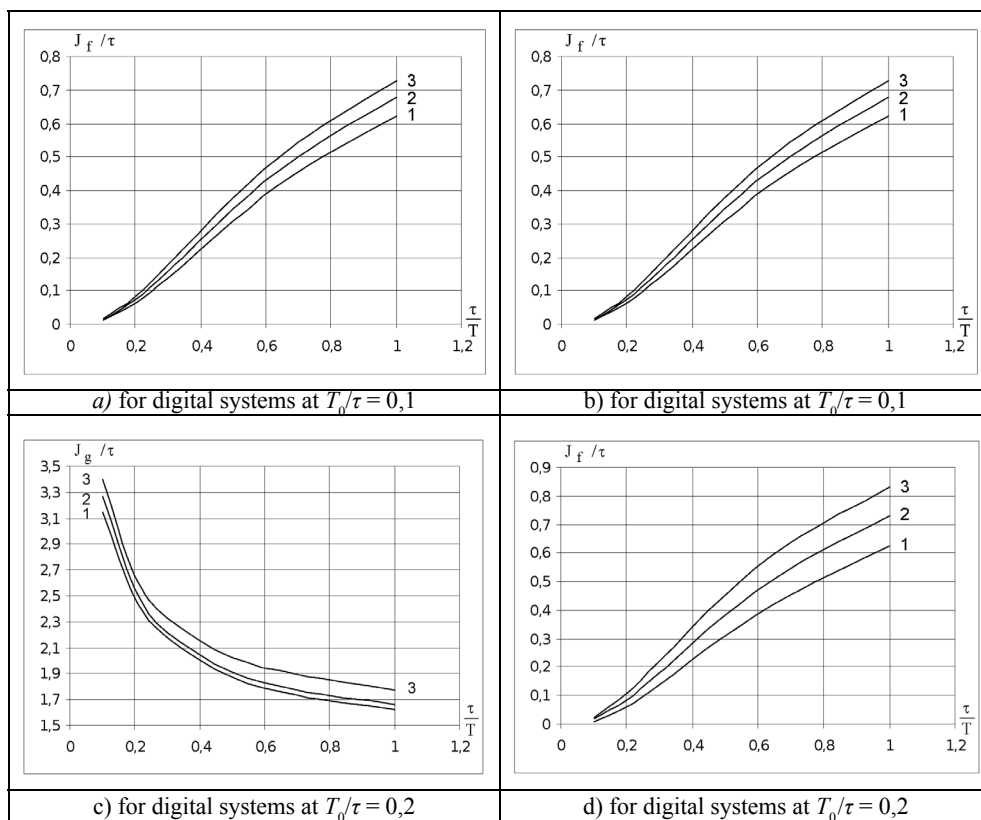 J f /τ
0,8
0,7
0,6
0,5
0,4
0,3
0,2
0,1
0
3
2
1
τ
T
0 0,2 0,4 0,6 0,8 1 1,2
a) for digital systems at T0/τ = 0,1
J f /τ
0,8
0,7
0,6
0,5
0,4
0,3
0,2
0,1
0
3
2
1
τ
T
0 0,2 0,4 0,6 0,8 1 1,2
b) for digital systems at T0/τ = 0,1
J g /τ
3,5
3,3
3,1
2,9
2,7
2,5
2,3
2,1
1,9
1,7
1,5
3
2
1
3
τ
T
0 0,2 0,4 0,6 0,8 1 1,2
c) for digital systems at T0/τ = 0,2
J f /τ
0,9
0,8
0,7
0,6
0,5
0,4
0,3
0,2
0,1
0
3
2
1
τ
T
0 0,2 0,4 0,6 0,8 1 1,2
d) for digital systems at T0/τ = 0,2